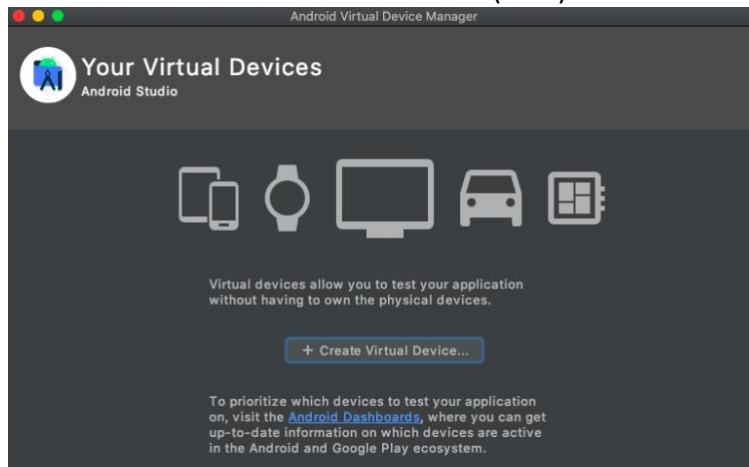 Android Virtual Device Manager
Your Virtual Devices
Android Studio
Virtual devices allow you to test your application
without having to own the physical devices.
+ Create Virtual Device...
To prioritize which devices to test your application
on, visit the Android Dashboards, where you can get
up-to-date information on which devices are active
in the Android and Google Play ecosystem.